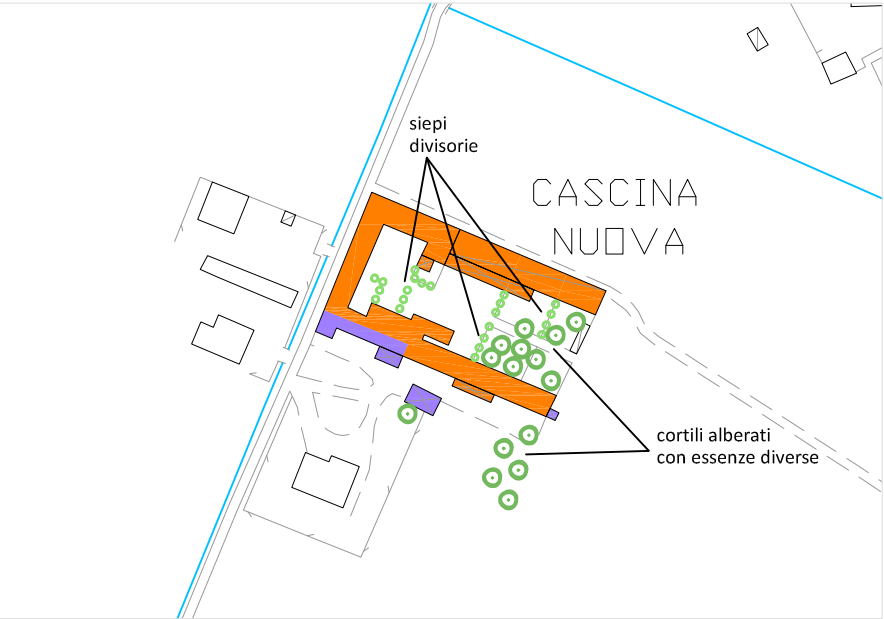 siepi
divisorie
CASCINA
NUOVA
cortili alberati
con essenze diverse